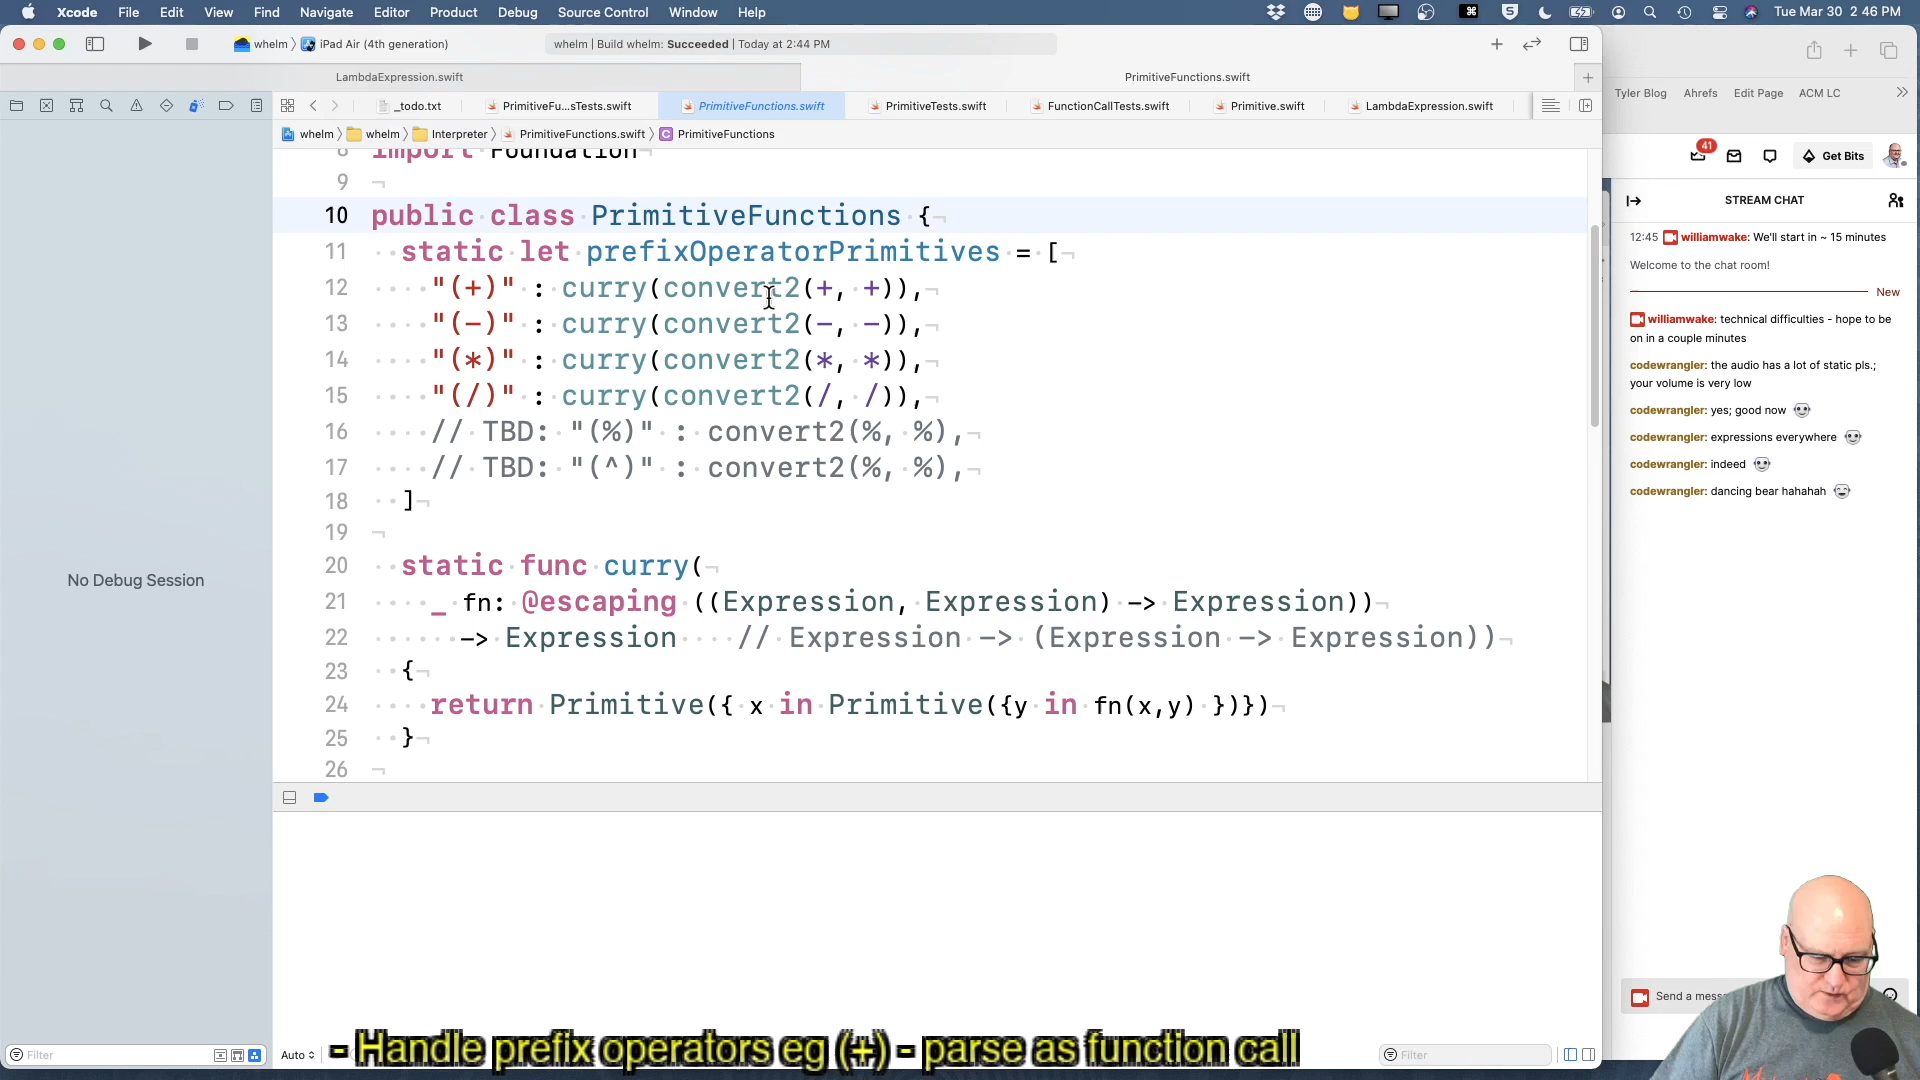 Xcode File Edit View Find Navigate Editor Product Debug Source Control Window Help
Tue Mar 30 2:46 PM
whelm 〉 iPad Air (4th generation)
whelm | Build whelm: Succeeded | Today at 2:44 PM
LambdaExpression.swift
PrimitiveFunctions.swift
_todo.txt PrimitiveFu...sTests.swift PrimitiveFunctions.swift PrimitiveTests.swift FunctionCallTests.swift Primitive.swift LambdaExpression.swift
whelm 〉 whelm 〉 Interpreter 〉 PrimitiveFunctions.swift 〉 C PrimitiveFunctions
8 import Foundation
9
10 public class PrimitiveFunctions {
11 static let prefixOperatorPrimitives = [
12 "(+)" : curry(convert2(+, +)),
13 "(-)" : curry(convert2(-, -)),
14 "(*)" : curry(convert2(*, *)),
15 "(/)" : curry(convert2(/, /)),
16 // TBD: "(%)" : convert2(%, %),
17 // TBD: "(^)" : convert2(%, %),
18 ]
19
20 static func curry(
21 _ fn: @escaping ((Expression, Expression) -> Expression))
22 -> Expression // Expression -> (Expression -> Expression))
23 {
24 return Primitive({ x in Primitive({y in fn(x,y) })})
25 }
26
No Debug Session
Filter
Auto
Filter
- Handle prefix operators eg (+) - parse as function call
Tyler Blog Ahrefs Edit Page ACM LC
41
Get Bits
STREAM CHAT
12:45 williamwake: We'll start in ~ 15 minutes
Welcome to the chat room!
New
williamwake: technical difficulties - hope to be
on in a couple minutes
codewrangler: the audio has a lot of static pls.;
your volume is very low
codewrangler: yes; good now
codewrangler: expressions everywhere
codewrangler: indeed
codewrangler: dancing bear hahahah
Send a mess